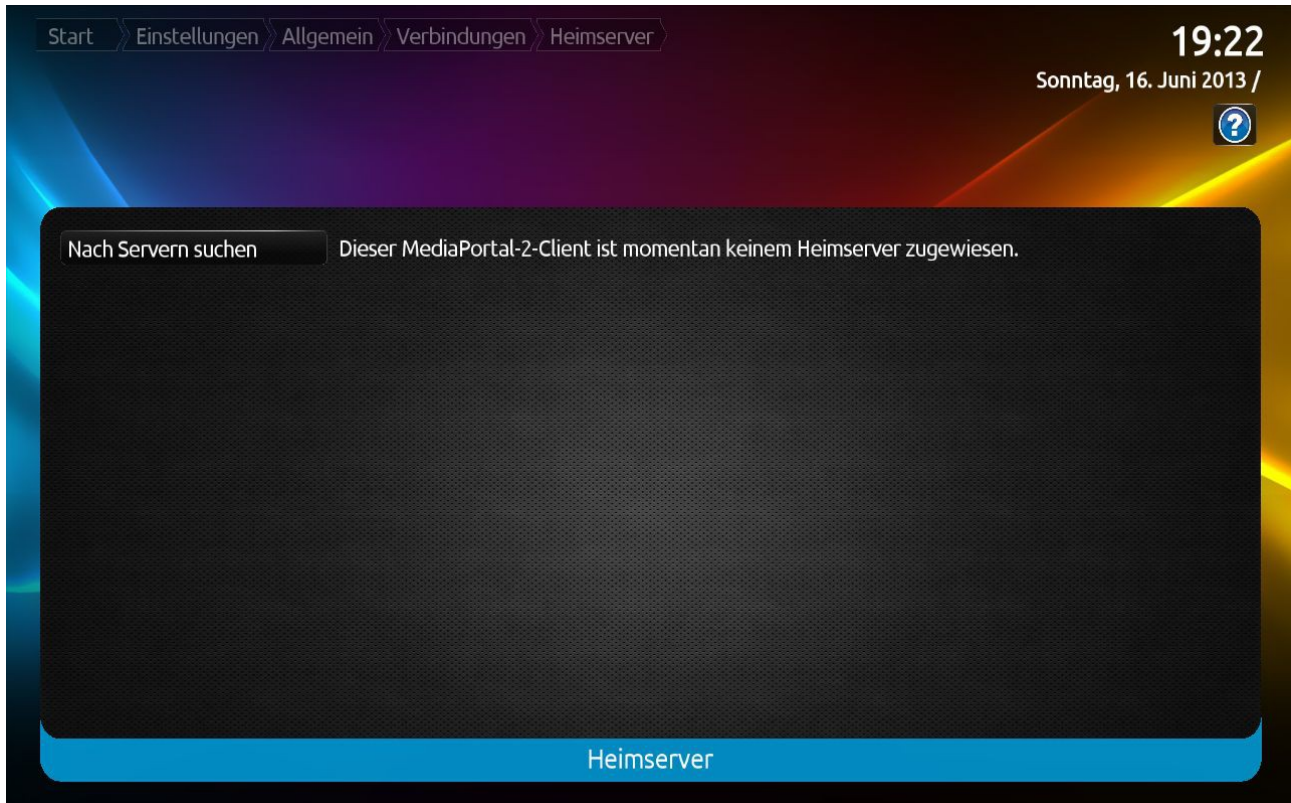 Start Einstellungen Allgemein Verbindungen Heimserver
19:22
Sonntag, 16. Juni 2013 /
?
Nach Servern suchen Dieser MediaPortal-2-Client ist momentan keinem Heimserver zugewiesen.
Heimserver